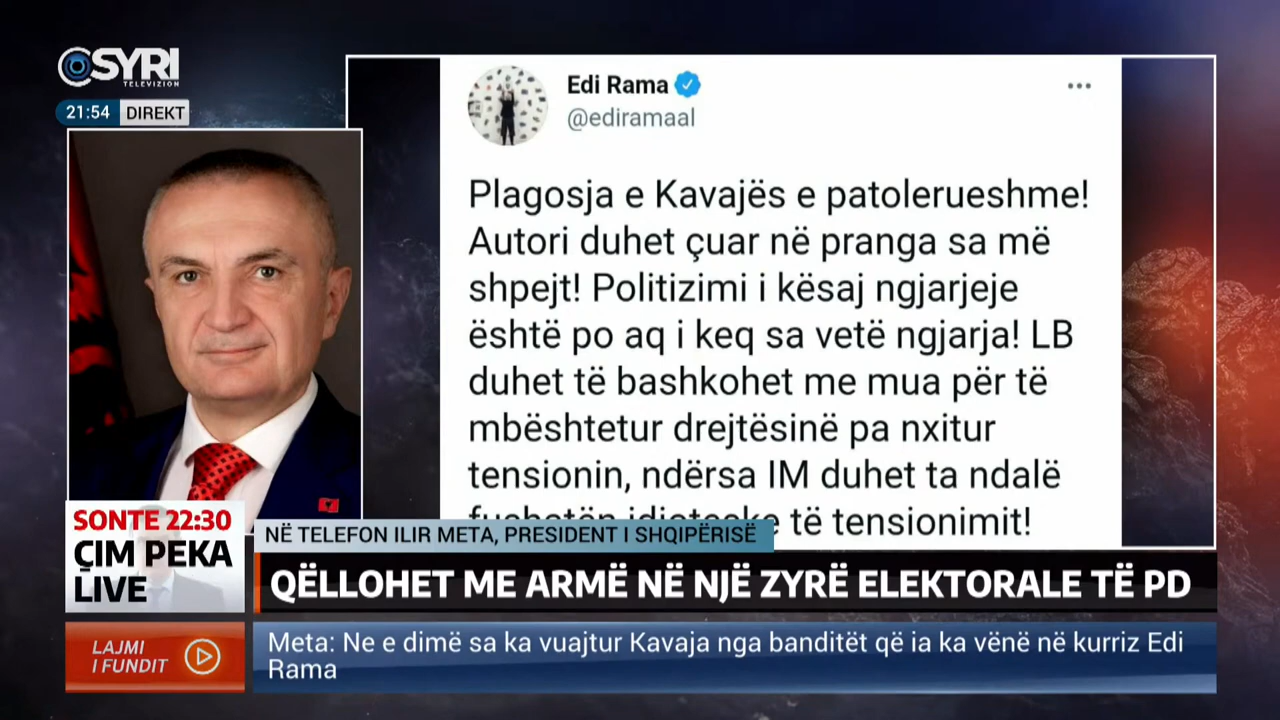 SYRI
TELEVIZION
21:54 DIREKT
Edi Rama
@ediramaal
Plagosja e Kavajës e patolerueshme!
Autori duhet çuar në pranga sa më
shpejt! Politizimi i kësaj ngjarjeje
është po aq i keq sa vetë ngjarja! LB
duhet të bashkohet me mua për të
mbështetur drejtësinë pa nxitur
tensionin, ndërsa IM duhet ta ndalë
të tensionimit!
NË TELEFON ILIR META, PRESIDENT I SHQIPËRISË
SONTE 22:30
ÇIM PEKA
LIVE
QËLLOHET ME ARMË NË NJË ZYRË ELEKTORALE TË PD
LAJMI
I FUNDIT
Meta: Ne e dimë sa ka vuajtur Kavaja nga banditët që ia ka vënë në kurriz Edi
Rama